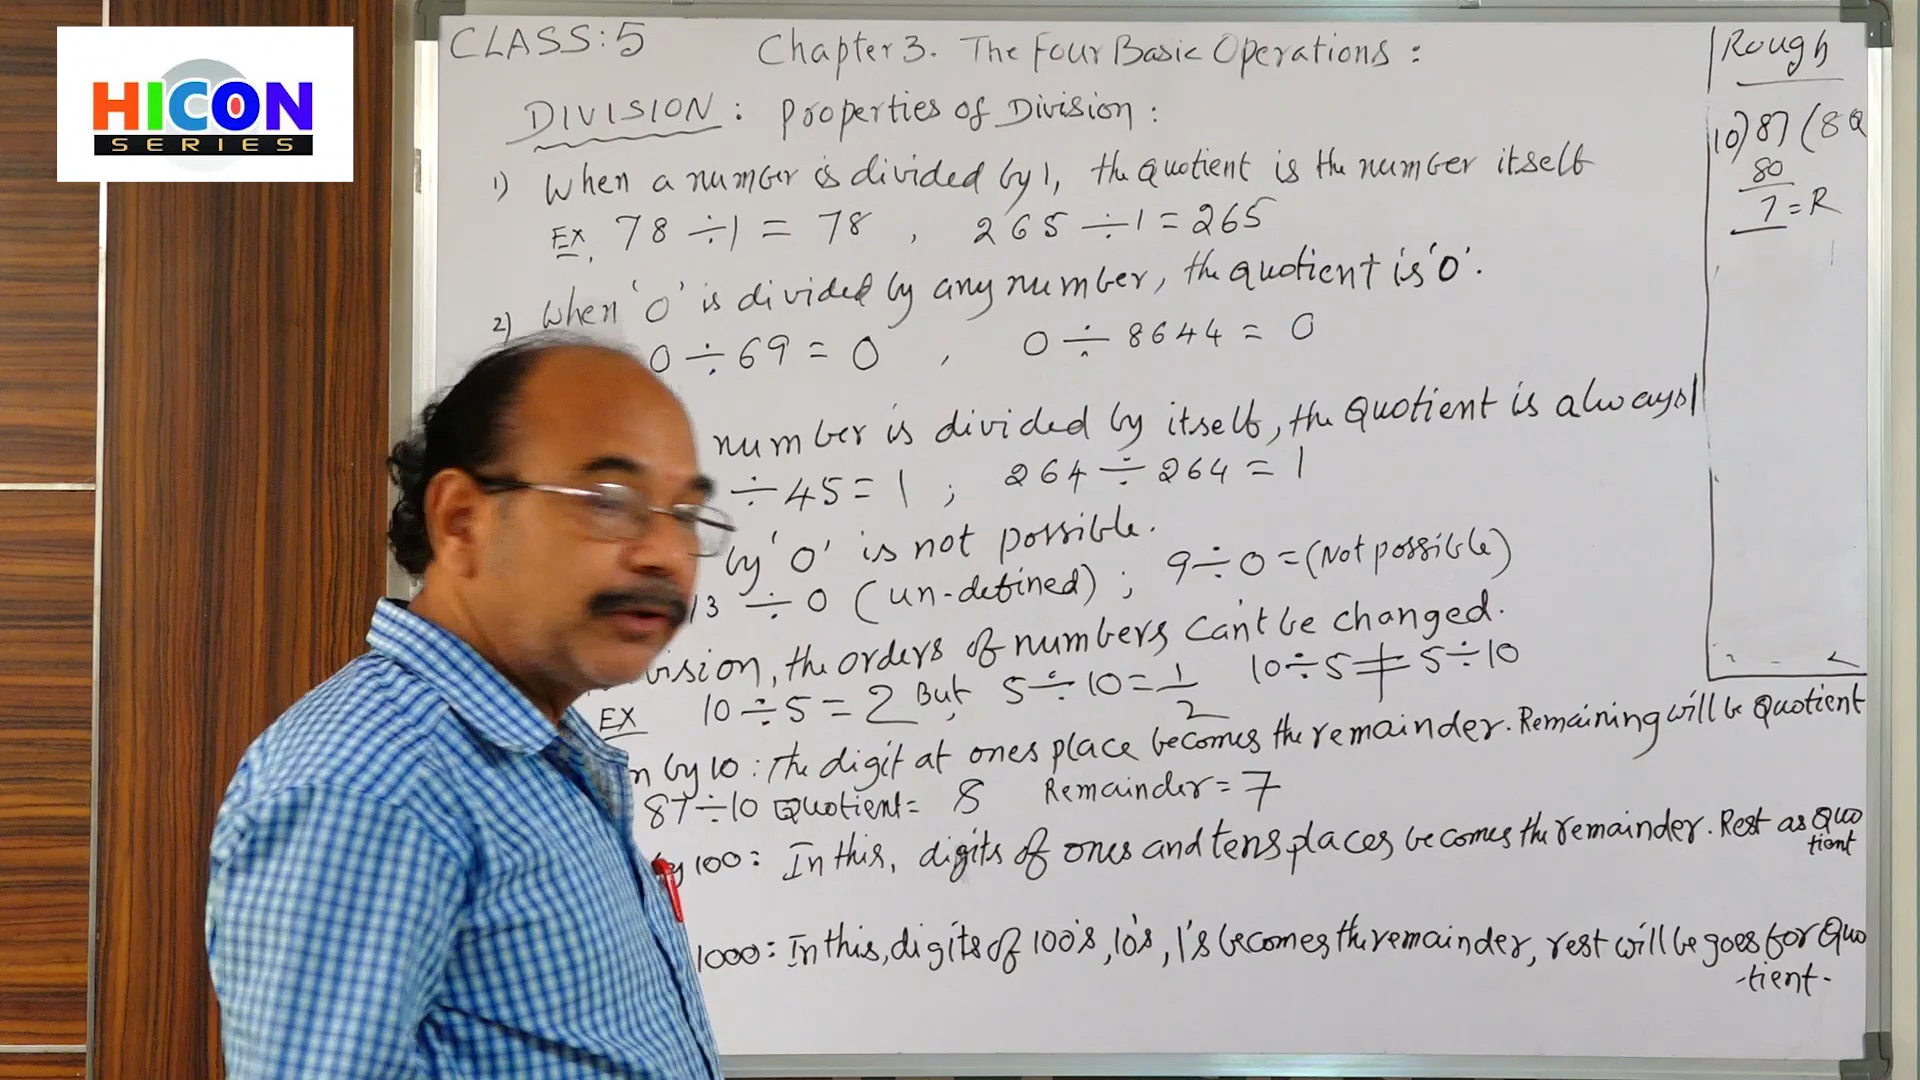 HICON
SERIES
CLASS: 5
Chapter 3. The Four Basic Operations :
DIVISION : Properties of Division :
1) When a number is divided by 1, the quotient is the number itself
EX. 78 ÷ 1 = 78 , 265 ÷ 1 = 265
2) When '0' is divided by any number, the quotient is '0'.
0 ÷ 69 = 0 , 0 ÷ 8644 = 0
number is divided by itself, the Quotient is always 1
÷ 45 = 1 ; 264 ÷ 264 = 1
by '0' is not possible.
13 ÷ 0 (un-defined) ; 9 ÷ 0 = (Not possible)
vision, the orders of numbers can't be changed.
EX 10 ÷ 5 = 2 But, 5 ÷ 10 = 1/2 10 ÷ 5 ≠ 5 ÷ 10
n by 10 : The digit at ones place becomes the remainder. Remaining will be Quotient
87 ÷ 10 Quotient = 8 Remainder = 7
by 100 : In this, digits of ones and tens places becomes the remainder. Rest as Quo
tient
1000 : In this, digits of 100's, 10's, 1's becomes the remainder, rest will be goes for Quo
-tient.
Rough
10) 87 ( 8 Q
80
7 = R